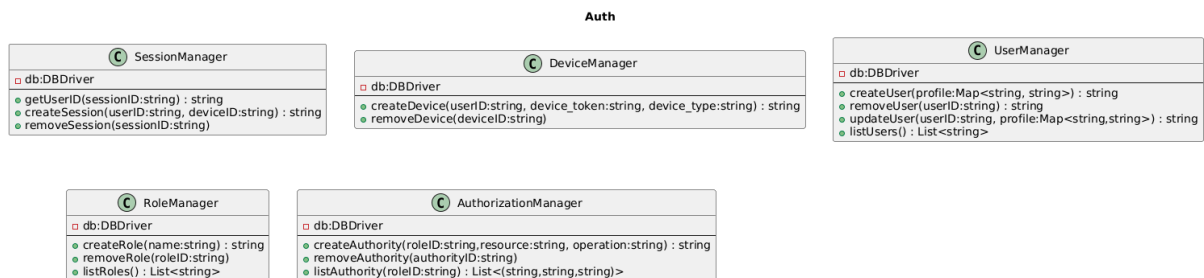 Auth
C SessionManager
db:DBDriver
getUserID(sessionID:string) : string
createSession(userID:string, deviceID:string) : string
removeSession(sessionID:string)
C DeviceManager
db:DBDriver
createDevice(userID:string, device_token:string, device_type:string) : string
removeDevice(deviceID:string)
C UserManager
db:DBDriver
createUser(profile:Map<string, string>) : string
removeUser(userID:string) : string
updateUser(userID:string, profile:Map<string,string>) : string
listUsers() : List<string>
C RoleManager
db:DBDriver
createRole(name:string) : string
removeRole(roleID:string)
listRoles() : List<string>
C AuthorizationManager
db:DBDriver
createAuthority(roleID:string,resource:string, operation:string) : string
removeAuthority(authorityID:string)
listAuthority(roleID:string) : List<(string,string,string)>